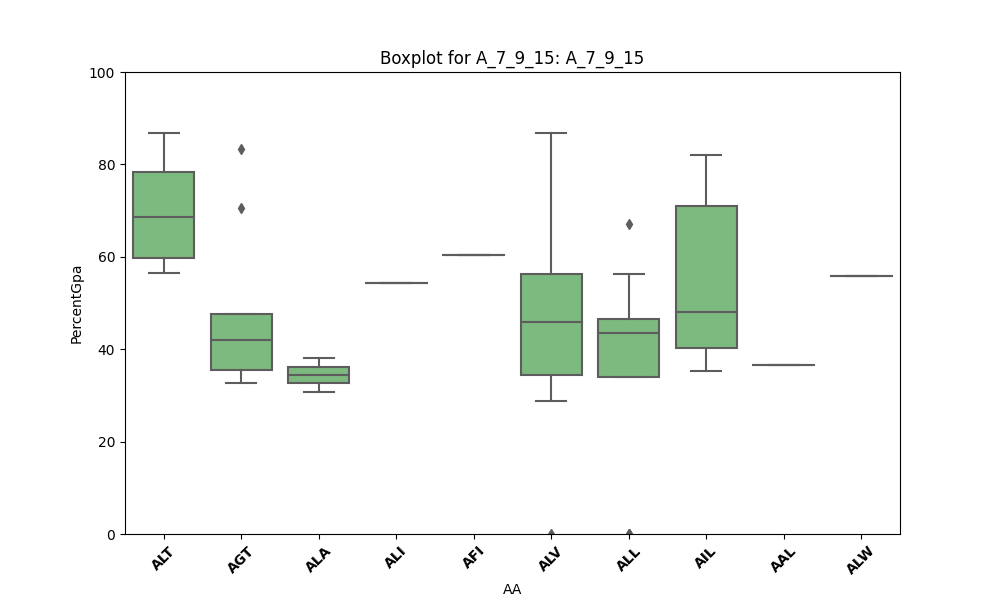 Boxplot for A_7_9_15: A_7_9_15
100
80
60
40
20
0
PercentGpa
ALT
AGT
ALA
ALI
AFI
ALV
ALL
AIL
AAL
ALW
AA